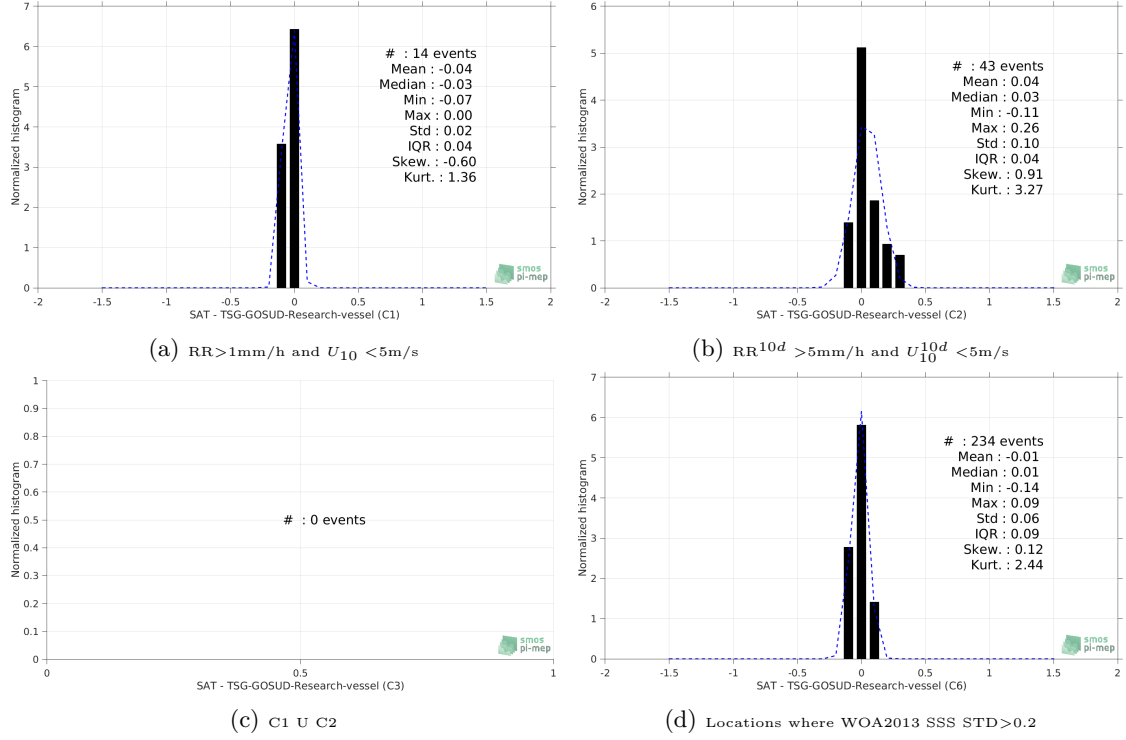 7
6
5
4
3
2
1
0
Normalized histogram
# : 14 events
Mean : -0.04
Median : -0.03
Min : -0.07
Max : 0.00
Std : 0.02
IQR : 0.04
Skew. : -0.60
Kurt. : 1.36
smos
pi-mep
-2 -1.5 -1 -0.5 0 0.5 1 1.5 2
SAT - TSG-GOSUD-Research-vessel (C1)
(a) RR>1mm/h and U10 <5m/s
6
5
4
3
2
1
0
Normalized histogram
# : 43 events
Mean : 0.04
Median : 0.03
Min : -0.11
Max : 0.26
Std : 0.10
IQR : 0.04
Skew. : 0.91
Kurt. : 3.27
smos
pi-mep
-2 -1.5 -1 -0.5 0 0.5 1 1.5 2
SAT - TSG-GOSUD-Research-vessel (C2)
(b) RR10d >5mm/h and U10d10 <5m/s
1
0.9
0.8
0.7
0.6
0.5
0.4
0.3
0.2
0.1
0
Normalized histogram
# : 0 events
smos
pi-mep
0 0.5 1
SAT - TSG-GOSUD-Research-vessel (C3)
(c) C1 U C2
7
6
5
4
3
2
1
0
Normalized histogram
# : 234 events
Mean : -0.01
Median : 0.01
Min : -0.14
Max : 0.09
Std : 0.06
IQR : 0.09
Skew. : 0.12
Kurt. : 2.44
smos
pi-mep
-2 -1.5 -1 -0.5 0 0.5 1 1.5 2
SAT - TSG-GOSUD-Research-vessel (C6)
(d) Locations where WOA2013 SSS STD>0.2